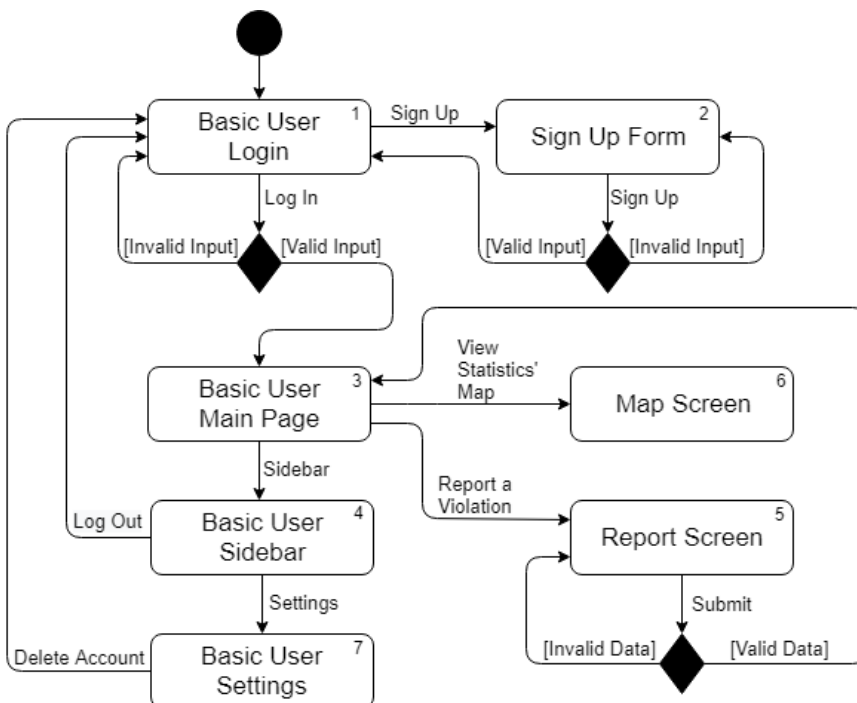 1
Basic User
Login
Sign Up
2
Sign Up Form
Log In
Sign Up
[Invalid Input]
[Valid Input]
[Valid Input]
[Invalid Input]
3
Basic User
Main Page
View
Statistics'
Map
6
Map Screen
Sidebar
Report a
Violation
4
Basic User
Sidebar
Log Out
5
Report Screen
Settings
Submit
7
Basic User
Settings
Delete Account
[Invalid Data]
[Valid Data]